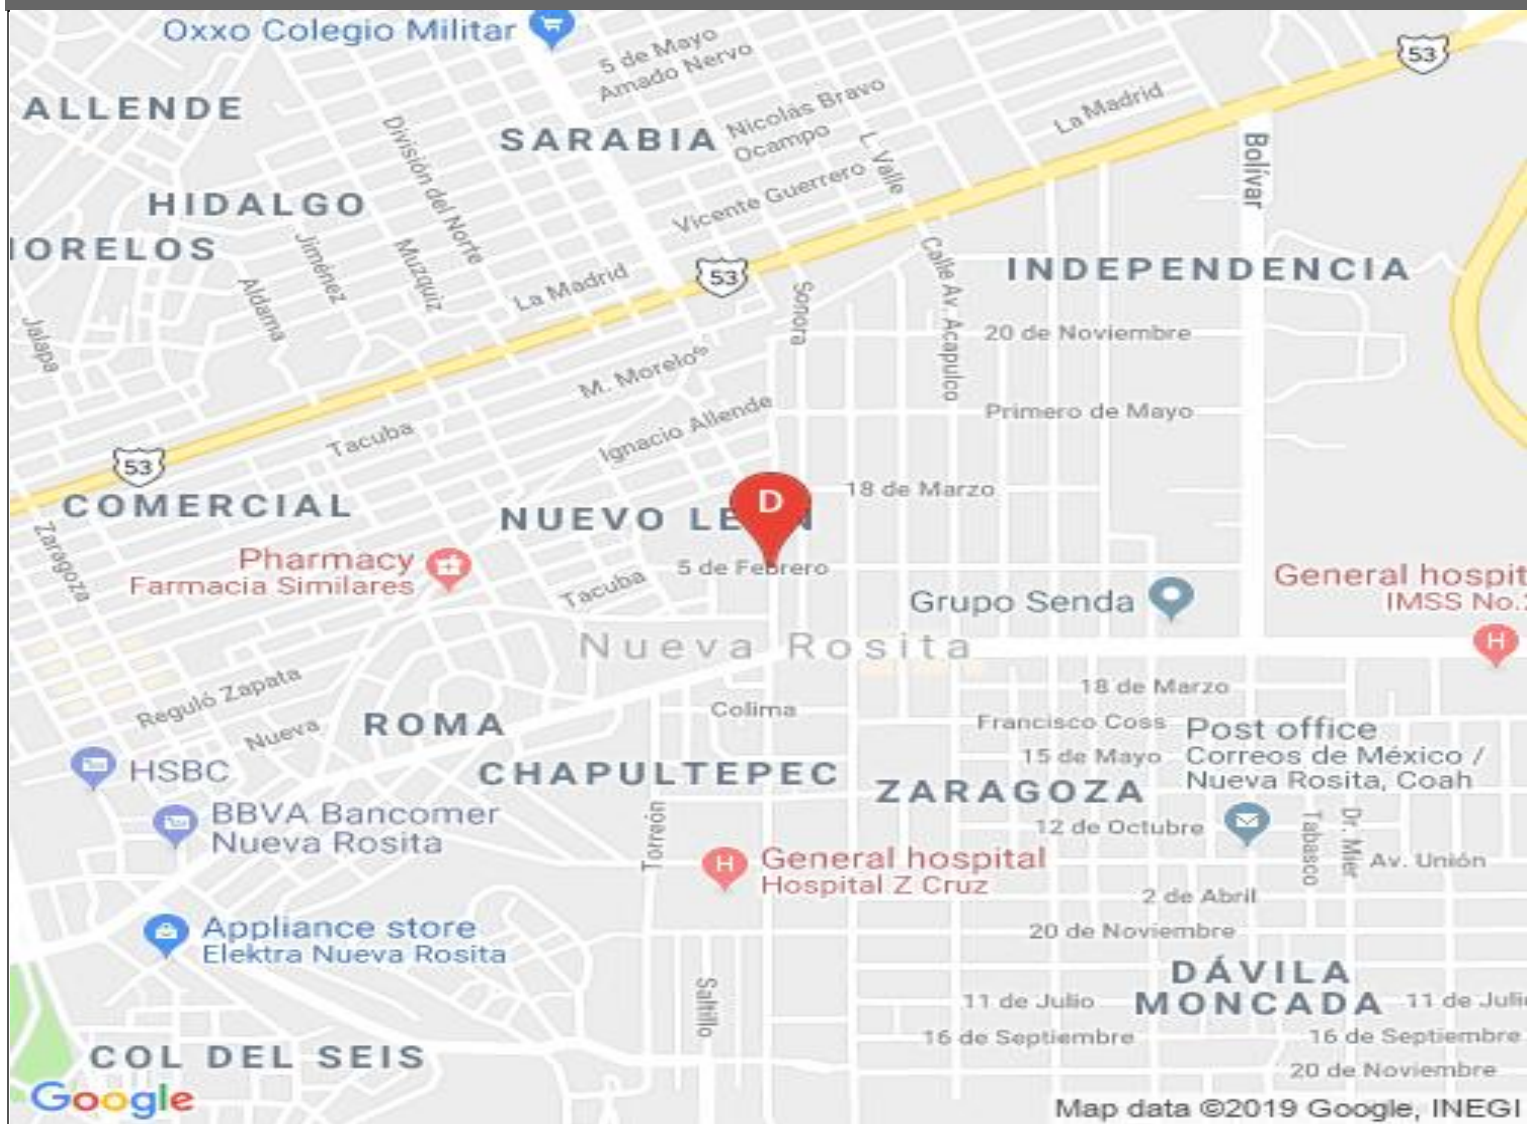 Oxxo Colegio Militar
5 de Mayo
Amado Nervo
53
ALLENDE
La Madrid
Nicolás Bravo
División del Norte
SARABIA
Ocampo
L. Valle
Bolívar
Vicente Guerrero
HIDALGO
IORELOS
Jiménez
Muzquiz
Calle Av. Acapulco
INDEPENDENCIA
53
La Madrid
Aldama
Sonora
Jalapa
20 de Noviembre
M. Morelos
Primero de Mayo
Ignacio Allende
Tacuba
53
18 de Marzo
D
COMERCIAL
NUEVO LE N
Zaragoza
Pharmacy
Farmacia Similares
5 de Febrero
Tacuba
Grupo Senda
General hospit
IMSS No.
H
Nueva Rosita
Reguló Zapata
18 de Marzo
Colima
Nueva
ROMA
Francisco Coss
Post office
Correos de México /
Nueva Rosita, Coah
15 de Mayo
HSBC
CHAPULTEPEC
ZARAGOZA
BBVA Bancomer
Nueva Rosita
Torreón
12 de Octubre
Tabasco
Dr. Mier
Av. Unión
H
General hospital
Hospital Z Cruz
2 de Abril
Appliance store
Elektra Nueva Rosita
20 de Noviembre
DÁVILA
MONCADA
Saltillo
11 de Julio
11 de Juli
16 de Septiembre
16 de Septiembre
COL DEL SEIS
20 de Noviembre
Google
Map data ©2019 Google, INEGI